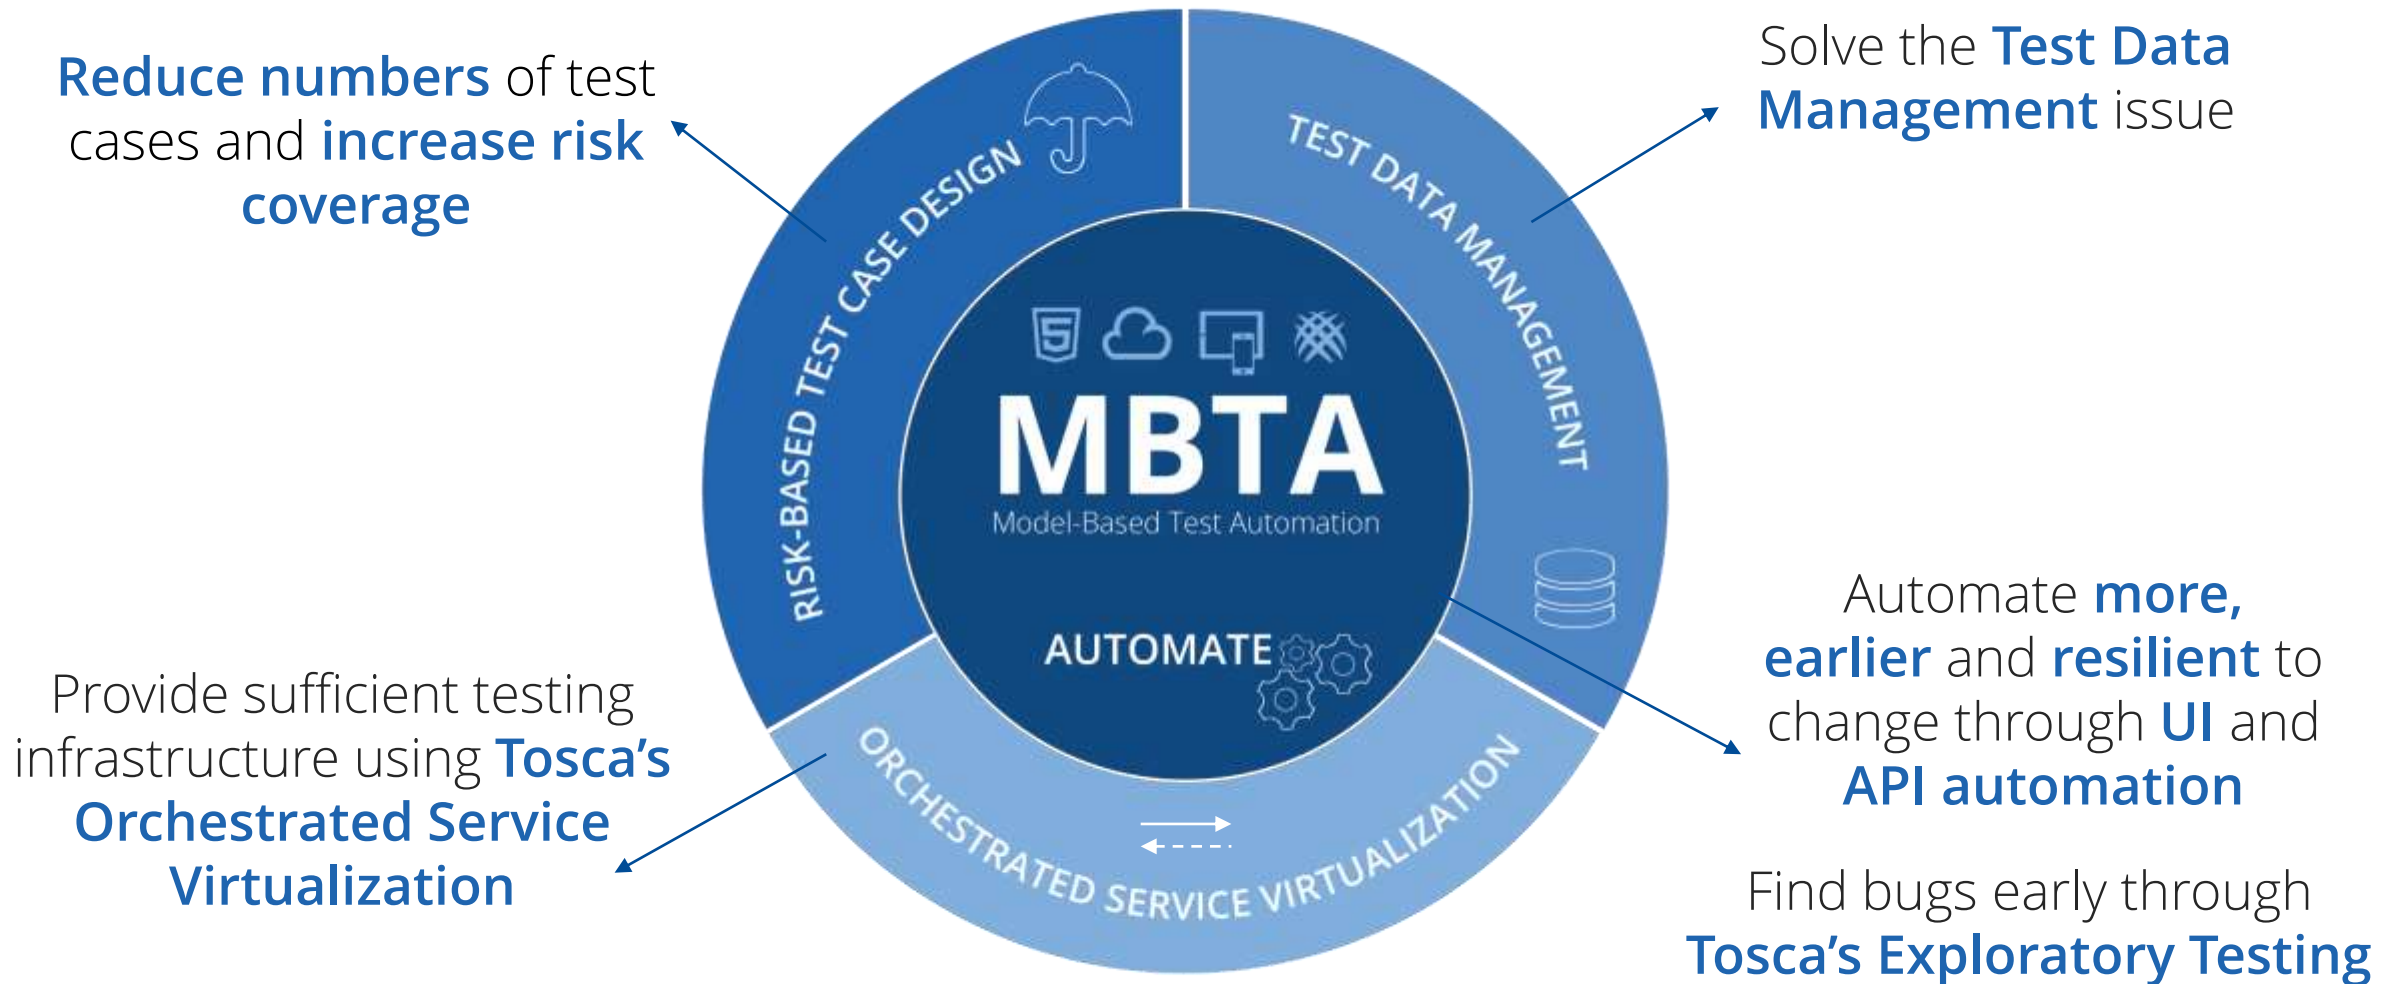 Reduce numbers of test
cases and increase risk
coverage
Solve the Test Data
Management issue
RISK-BASED TEST CASE DESIGN
TEST DATA MANAGEMENT
5
MBTA
Model-Based Test Automation
AUTOMATE
ORCHESTRATED SERVICE VIRTUALIZATION
Provide sufficient testing
infrastructure using Tosca’s
Orchestrated Service
Virtualization
Automate more,
earlier and resilient to
change through UI and
API automation
Find bugs early through
Tosca’s Exploratory Testing